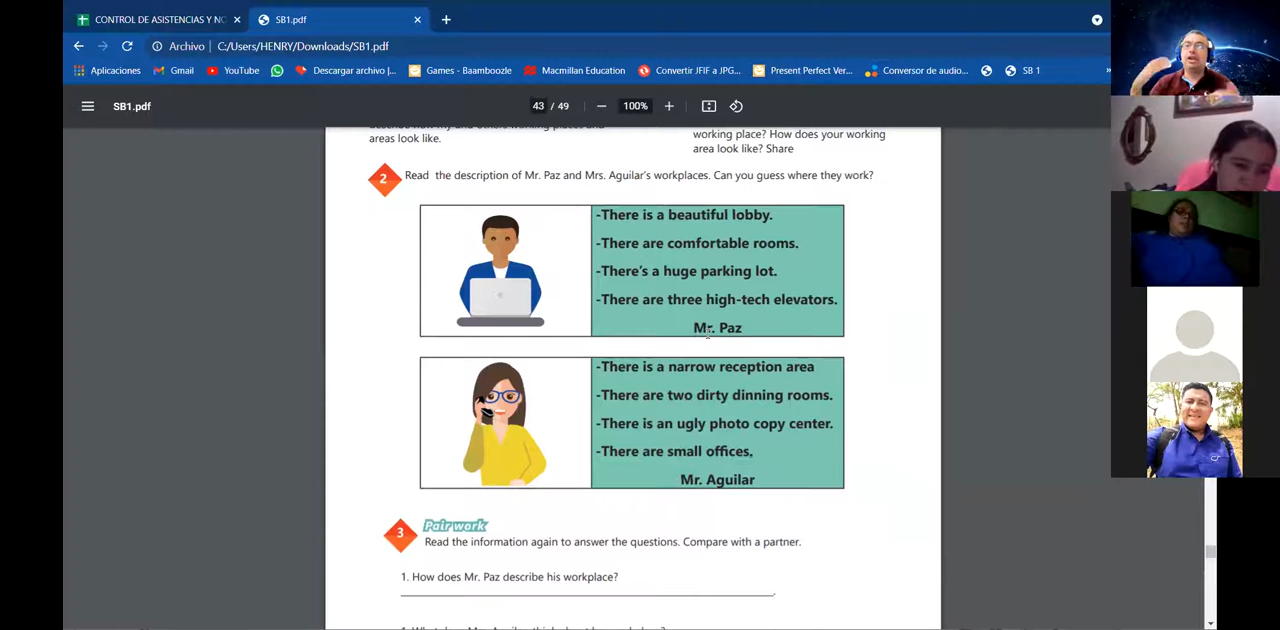 CONTROL DE ASISTENCIAS Y NO
SB1.pdf
Archivo
C:/Users/HENRY/Downloads/SB1.pdf
Aplicaciones
Gmail
YouTube
Descargar archivo |...
Games - Baamboozle
Macmillan Education
Convertir JFIF a JPG...
Present Perfect Ver...
Conversor de audio...
SB 1
»
SB1.pdf
43 / 49
100%
areas look like.
working place? How does your working
area look like? Share
2 Read the description of Mr. Paz and Mrs. Aguilar's workplaces. Can you guess where they work?
-There is a beautiful lobby.
-There are comfortable rooms.
-There's a huge parking lot.
-There are three high-tech elevators.
Mr. Paz
-There is a narrow reception area
-There are two dirty dinning rooms.
-There is an ugly photo copy center.
-There are small offices.
Mr. Aguilar
3 Pair work
Read the information again to answer the questions. Compare with a partner.
1. How does Mr. Paz describe his workplace?